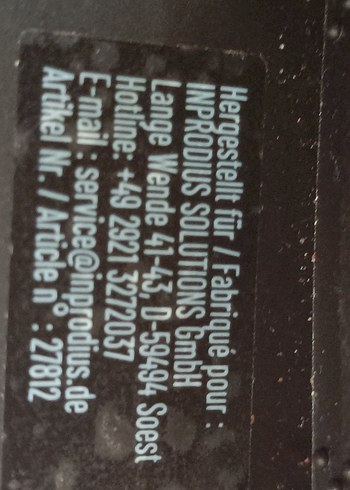 Hergestellt für / Fabriqué pour :
INPRODIUS SOLUTIONS GmbH
Lange Wende 41-43, D-59494 Soest
Hotline: +49 2921 3272037
E-mail : service@inprodius.de
Artikel Nr. / Article n° : 27812